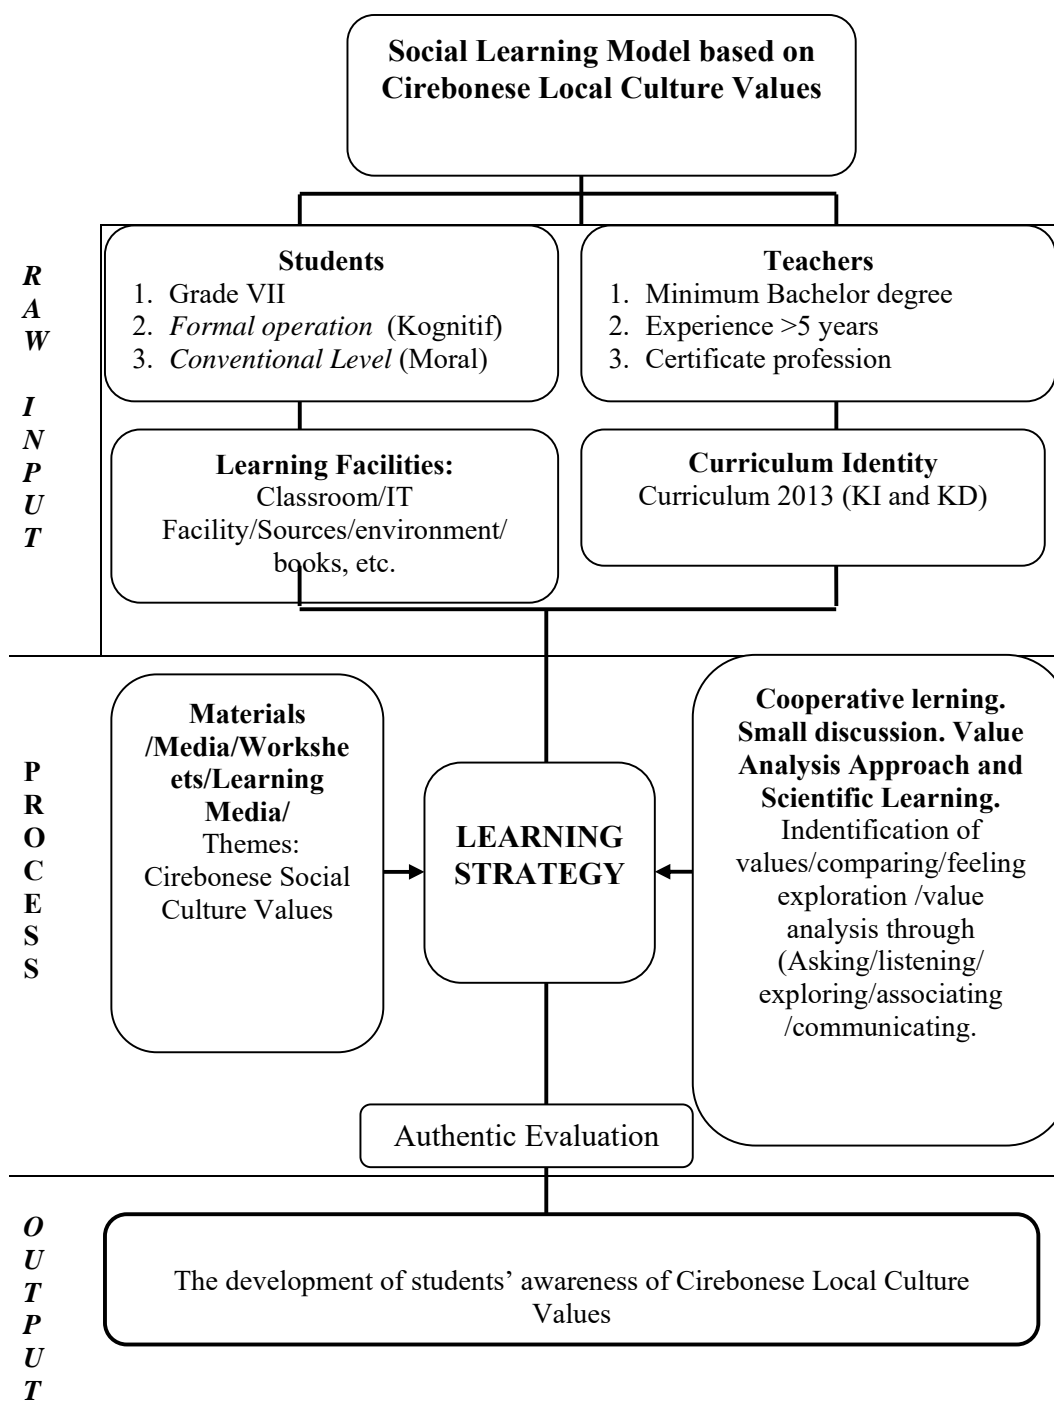 Social Learning Model based on
Cirebonese Local Culture Values
RAW INPUT
Students
1. Grade VII
2. Formal operation (Kognitif)
3. Conventional Level (Moral)
Teachers
1. Minimum Bachelor degree
2. Experience >5 years
3. Certificate profession
Learning Facilities:
Classroom/IT
Facility/Sources/environment/
books, etc.
Curriculum Identity
Curriculum 2013 (KI and KD)
PROCESS
Materials
/Media/Workshe
ets/Learning
Media/
Themes:
Cirebonese Social
Culture Values
LEARNING
STRATEGY
Cooperative lerning.
Small discussion. Value
Analysis Approach and
Scientific Learning.
Indentification of
values/comparing/feeling
exploration /value
analysis through
(Asking/listening/
exploring/associating
/communicating.
Authentic Evaluation
OUTPUT
The development of students’ awareness of Cirebonese Local Culture
Values